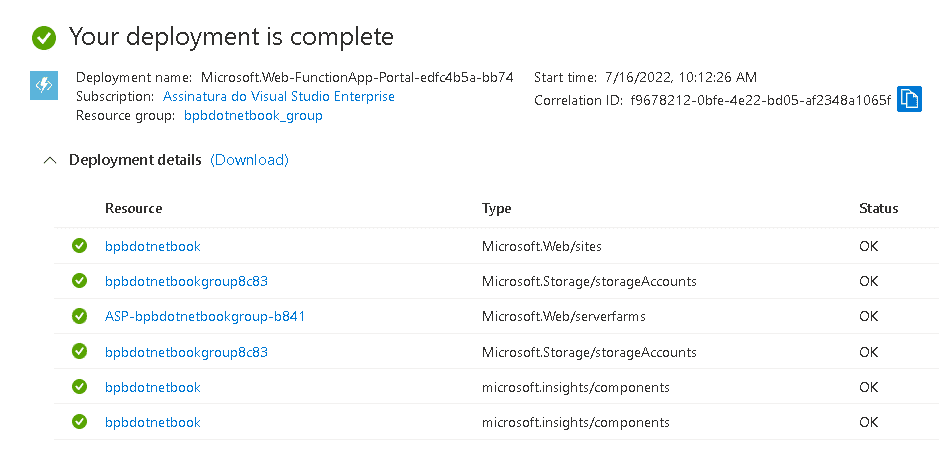 Your deployment is complete
Deployment name: Microsoft.Web-FunctionApp-Portal-edfc4b5a-bb74 Start time: 7/16/2022, 10:12:26 AM
Subscription: Assinatura do Visual Studio Enterprise Correlation ID: f9678212-0bfe-4e22-bd05-af2348a1065f
Resource group: bpbdotnetbook_group
Deployment details (Download)
Resource Type Status
bpbdotnetbook Microsoft.Web/sites OK
bpbdotnetbookgroup8c83 Microsoft.Storage/storageAccounts OK
ASP-bpbdotnetbookgroup-b841 Microsoft.Web/serverfarms OK
bpbdotnetbookgroup8c83 Microsoft.Storage/storageAccounts OK
bpbdotnetbook microsoft.insights/components OK
bpbdotnetbook microsoft.insights/components OK